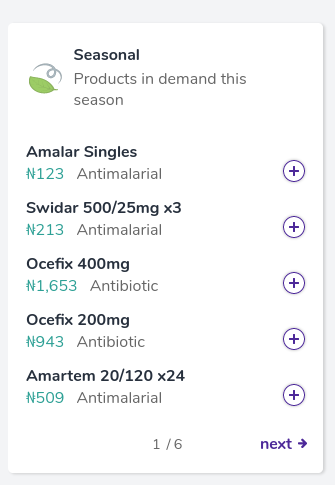 Seasonal
Products in demand this
season
Amalar Singles
₦123 Antimalarial
Swidar 500/25mg x3
₦213 Antimalarial
Ocefix 400mg
₦1,653 Antibiotic
Ocefix 200mg
₦943 Antibiotic
Amartem 20/120 x24
₦509 Antimalarial
1 / 6 next →